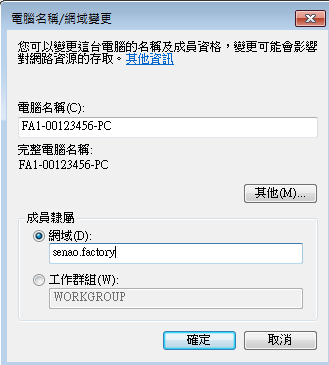 電腦名稱/網域變更
您可以變更這台電腦的名稱及成員資格，變更可能會影響
對網路資源的存取。其他資訊
電腦名稱(C):
FA1-00123456-PC
完整電腦名稱:
FA1-00123456-PC
其他(M)...
成員隸屬
網域(D):
senao.factory
工作群組(W):
WORKGROUP
確定
取消